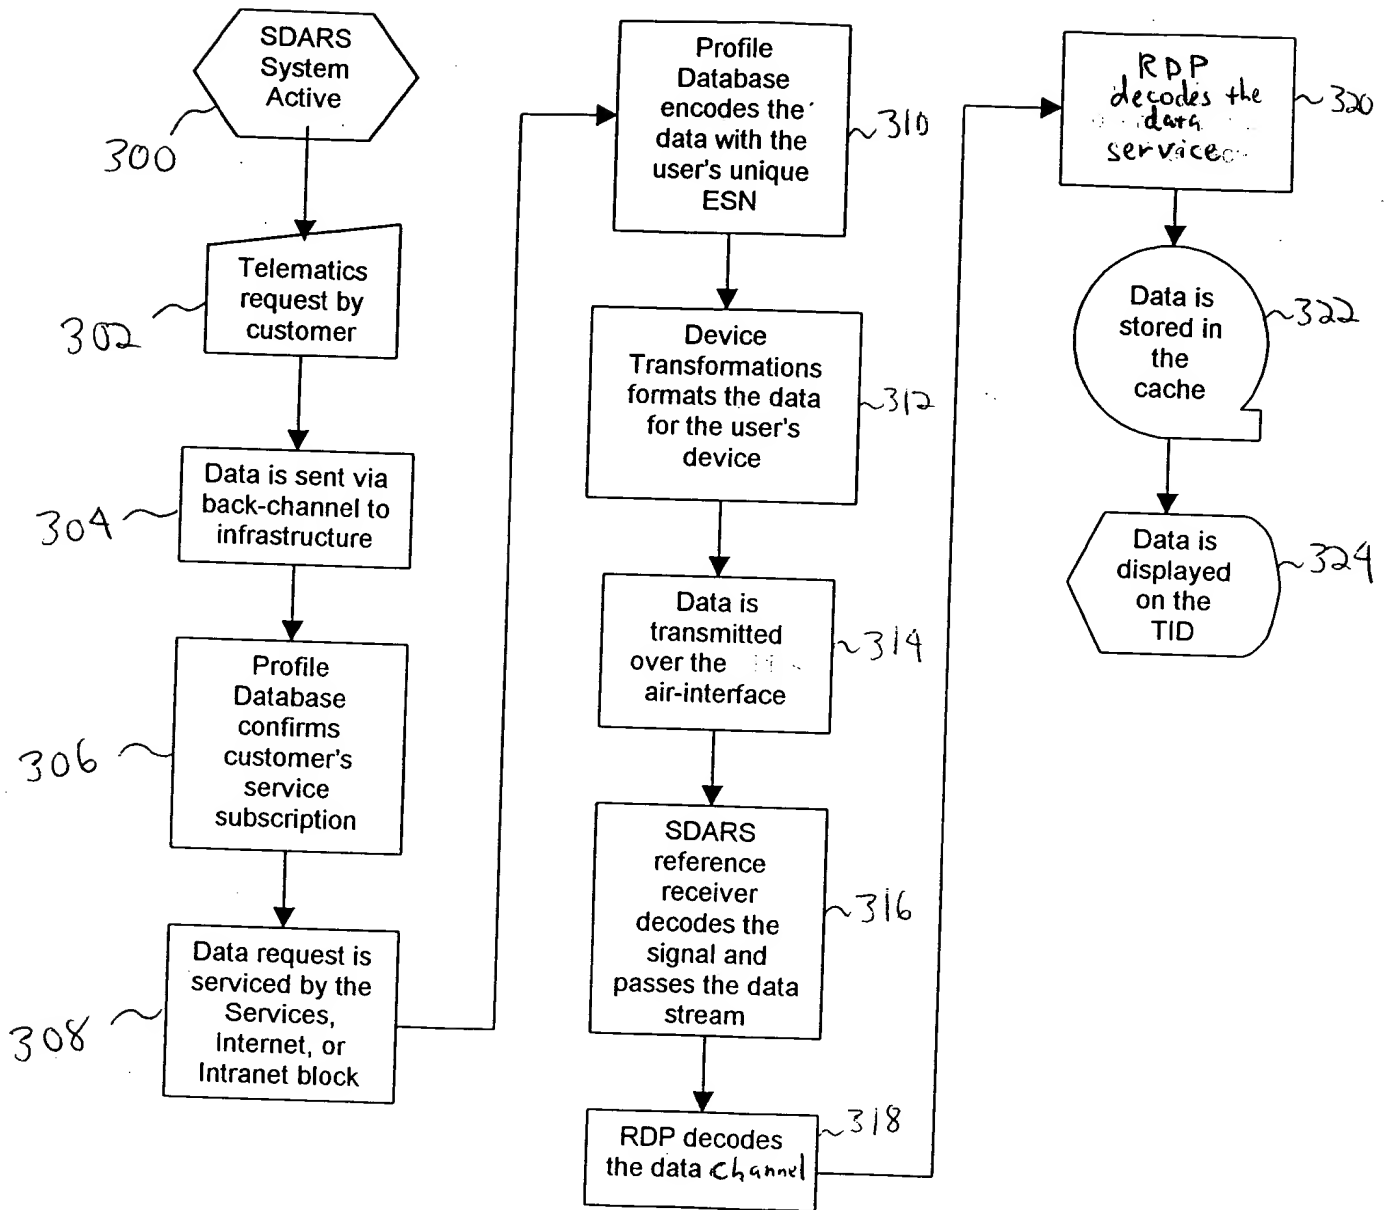 SDARS
System
Active
300
Telematics
request by
customer
302
Data is sent via
back-channel to
infrastructure
304
Profile
Database
confirms
customer's
service
subscription
306
Data request is
serviced by the
Services,
Internet, or
Intranet block
308
Profile
Database
encodes the
data with the
user's unique
ESN
310
Device
Transformations
formats the data
for the user's
device
312
Data is
transmitted
over the
air-interface
314
SDARS
reference
receiver
decodes the
signal and
passes the data
stream
316
RDP decodes
the data channel
318
RDP
decodes the
data
service
320
Data is
stored in
the
cache
322
Data is
displayed
on the
TID
324